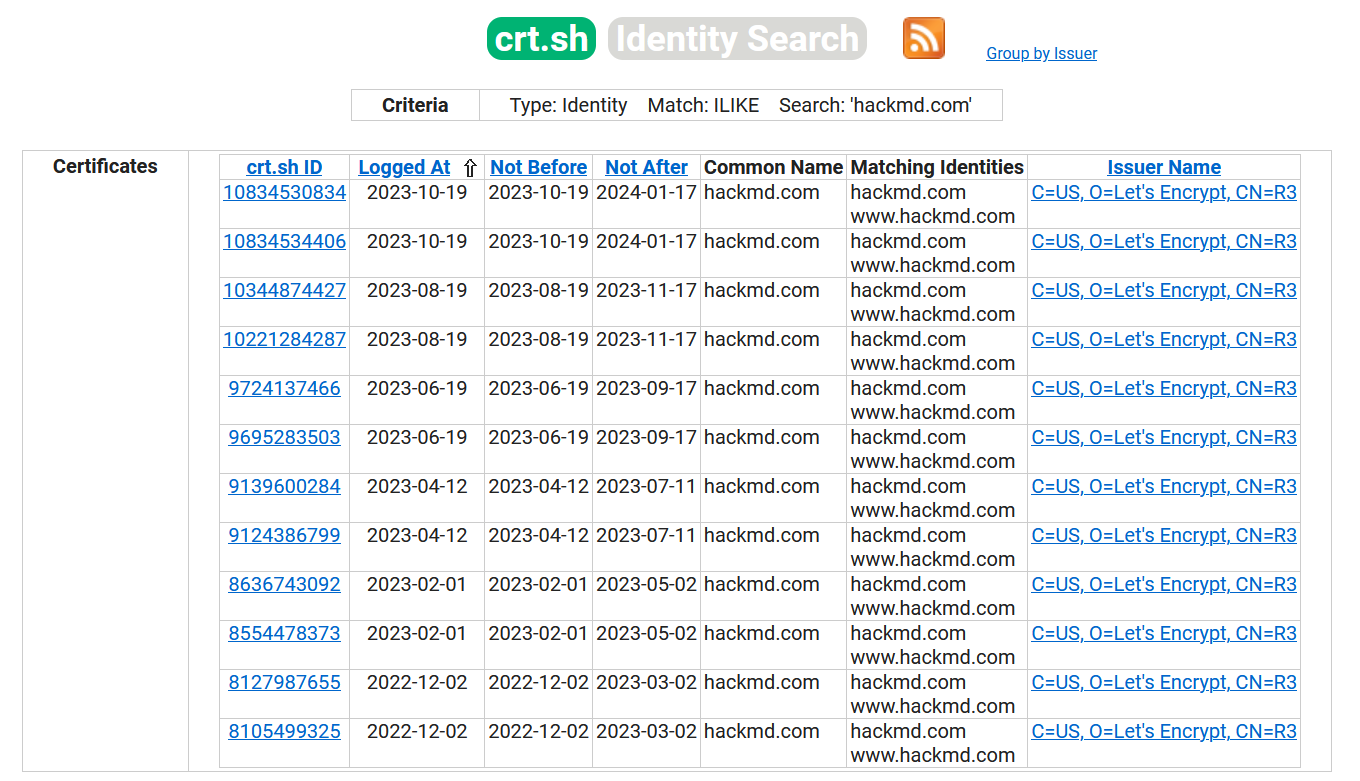 crt.sh Identity Search Group by Issuer
Criteria Type: Identity Match: ILIKE Search: 'hackmd.com'
Certificates crt.sh ID Logged At ⇧ Not Before Not After Common Name Matching Identities Issuer Name
10834530834 2023-10-19 2023-10-19 2024-01-17 hackmd.com hackmd.com C=US, O=Let's Encrypt, CN=R3
www.hackmd.com
10834534406 2023-10-19 2023-10-19 2024-01-17 hackmd.com hackmd.com C=US, O=Let's Encrypt, CN=R3
www.hackmd.com
10344874427 2023-08-19 2023-08-19 2023-11-17 hackmd.com hackmd.com C=US, O=Let's Encrypt, CN=R3
www.hackmd.com
10221284287 2023-08-19 2023-08-19 2023-11-17 hackmd.com hackmd.com C=US, O=Let's Encrypt, CN=R3
www.hackmd.com
9724137466 2023-06-19 2023-06-19 2023-09-17 hackmd.com hackmd.com C=US, O=Let's Encrypt, CN=R3
www.hackmd.com
9695283503 2023-06-19 2023-06-19 2023-09-17 hackmd.com hackmd.com C=US, O=Let's Encrypt, CN=R3
www.hackmd.com
9139600284 2023-04-12 2023-04-12 2023-07-11 hackmd.com hackmd.com C=US, O=Let's Encrypt, CN=R3
www.hackmd.com
9124386799 2023-04-12 2023-04-12 2023-07-11 hackmd.com hackmd.com C=US, O=Let's Encrypt, CN=R3
www.hackmd.com
8636743092 2023-02-01 2023-02-01 2023-05-02 hackmd.com hackmd.com C=US, O=Let's Encrypt, CN=R3
www.hackmd.com
8554478373 2023-02-01 2023-02-01 2023-05-02 hackmd.com hackmd.com C=US, O=Let's Encrypt, CN=R3
www.hackmd.com
8127987655 2022-12-02 2022-12-02 2023-03-02 hackmd.com hackmd.com C=US, O=Let's Encrypt, CN=R3
www.hackmd.com
8105499325 2022-12-02 2022-12-02 2023-03-02 hackmd.com hackmd.com C=US, O=Let's Encrypt, CN=R3
www.hackmd.com